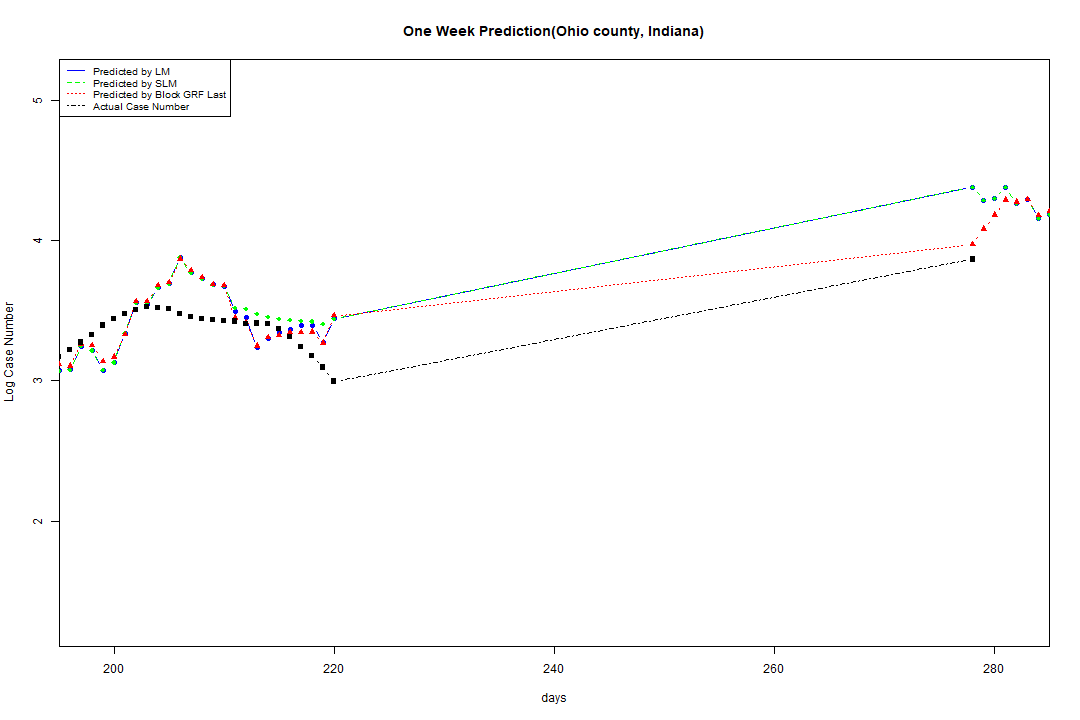 One Week Prediction(Ohio county, Indiana)
Predicted by LM
Predicted by SLM
Predicted by Block GRF Last
Actual Case Number
5
4
3
2
Log Case Number
200
220
240
260
280
days